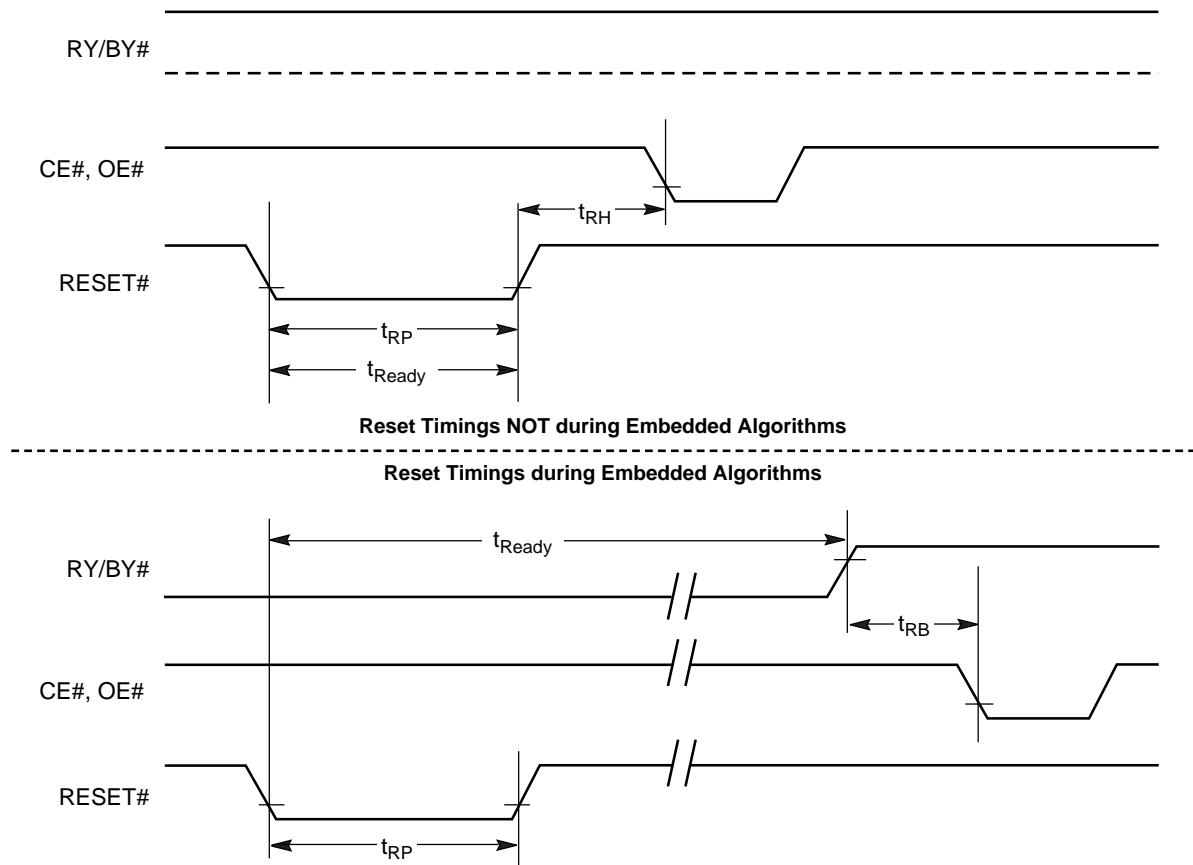 RY/BY#
CE#, OE#
tRH
RESET#
tRP
tReady
Reset Timings NOT during Embedded Algorithms
Reset Timings during Embedded Algorithms
tReady
RY/BY#
tRB
CE#, OE#
RESET#
tRP